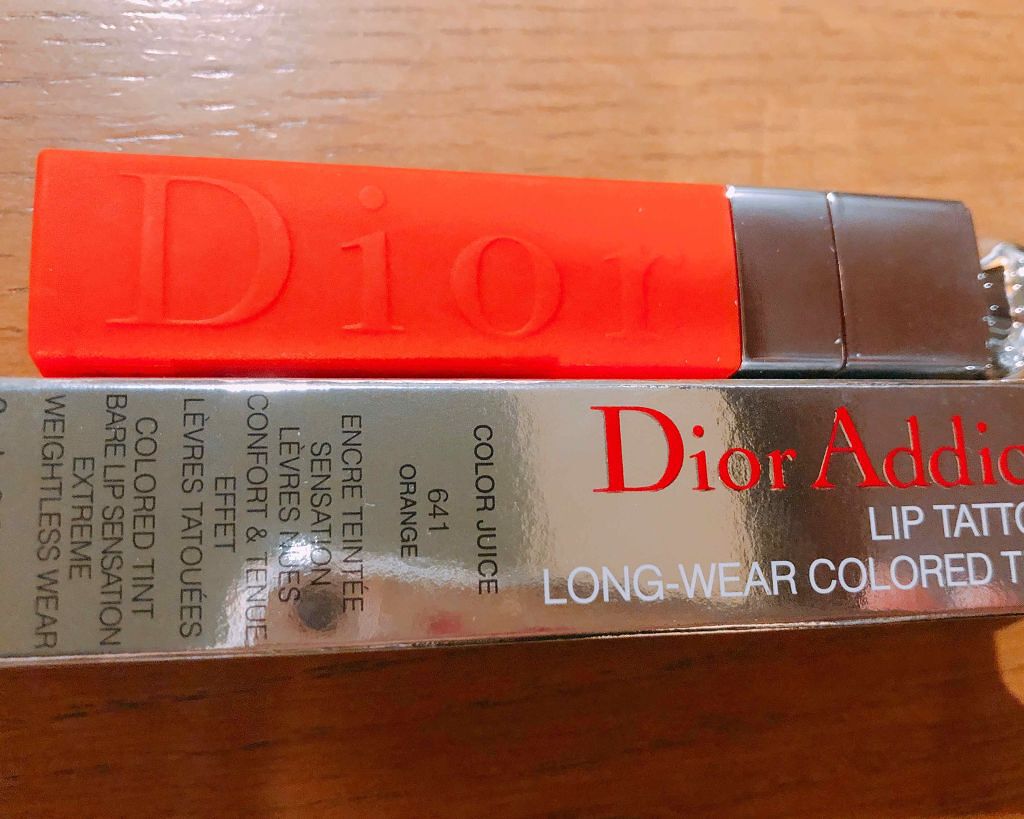 Dior
Dior Addic
LIP TATTO
LONG-WEAR COLORED T
COLOR JUICE
641
ORANGE
ENCRE TEINTÉE
SENSATION
LÈVRES NUES
CONFORT & TENUE
EFFET
LÈVRES TATOUÉES
COLORED TINT
BARE LIP SENSATION
EXTREME
WEIGHTLESS WEAR